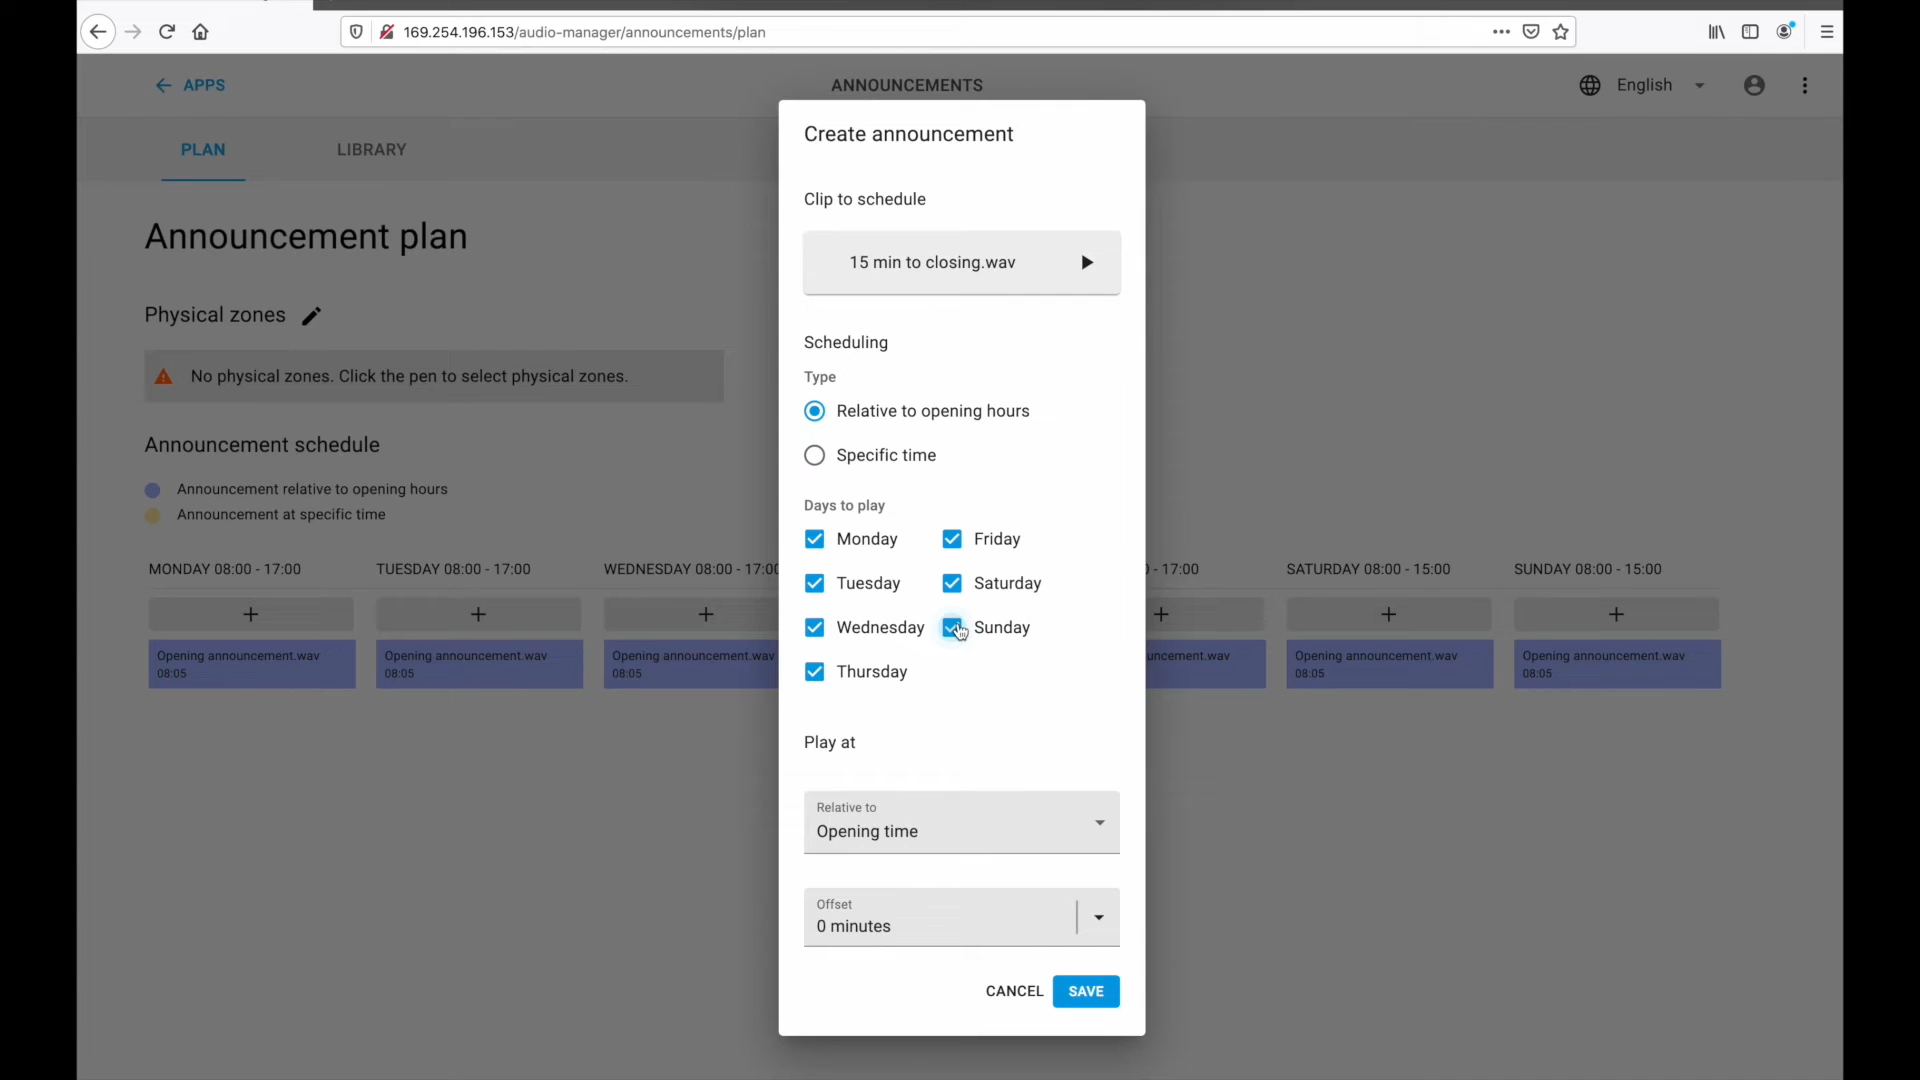 169.254.196.153/audio-manager/announcements/plan
APPS
ANNOUNCEMENTS
English
PLAN
LIBRARY
Announcement plan
Physical zones
No physical zones. Click the pen to select physical zones.
Announcement schedule
Announcement relative to opening hours
Announcement at specific time
MONDAY 08:00 - 17:00
TUESDAY 08:00 - 17:00
WEDNESDAY 08:00 - 17:00
- 17:00
SATURDAY 08:00 - 15:00
SUNDAY 08:00 - 15:00
Opening announcement.wav
08:05
Opening announcement.wav
08:05
Opening announcement.wav
08:05
uncement.wav
Opening announcement.wav
08:05
Opening announcement.wav
08:05
Create announcement
Clip to schedule
15 min to closing.wav
Scheduling
Type
Relative to opening hours
Specific time
Days to play
Monday
Friday
Tuesday
Saturday
Wednesday
Sunday
Thursday
Play at
Relative to
Opening time
Offset
0 minutes
CANCEL
SAVE